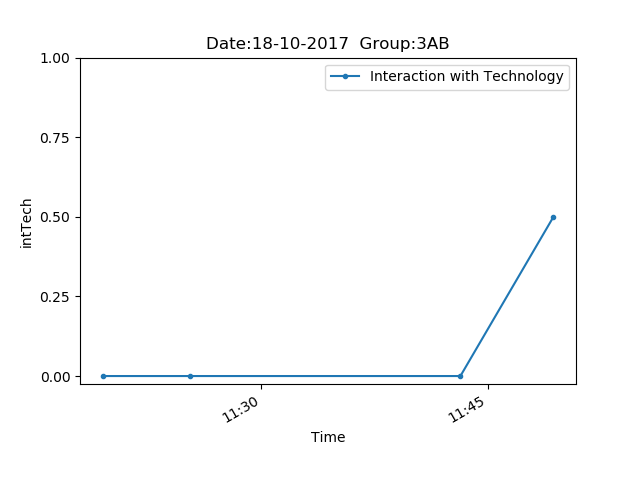 Date:18-10-2017  Group:3AB
1.00
Interaction with Technology
0.75
intTech
0.50
0.25
0.00
11:30
11:45
Time